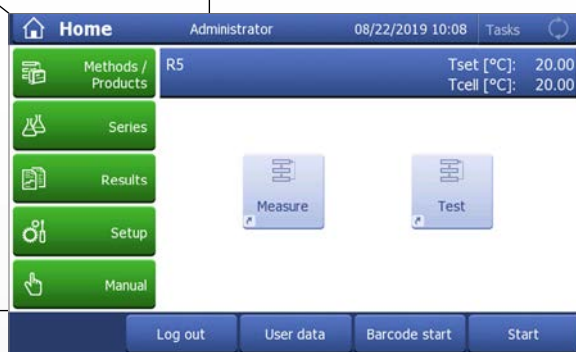 Home Administrator 08/22/2019 10:08 Tasks
Methods /
Products
R5 Tset [°C]: 20.00
Tcell [°C]: 20.00
Series
Results
Setup
Manual
Measure
Test
Log out User data Barcode start Start